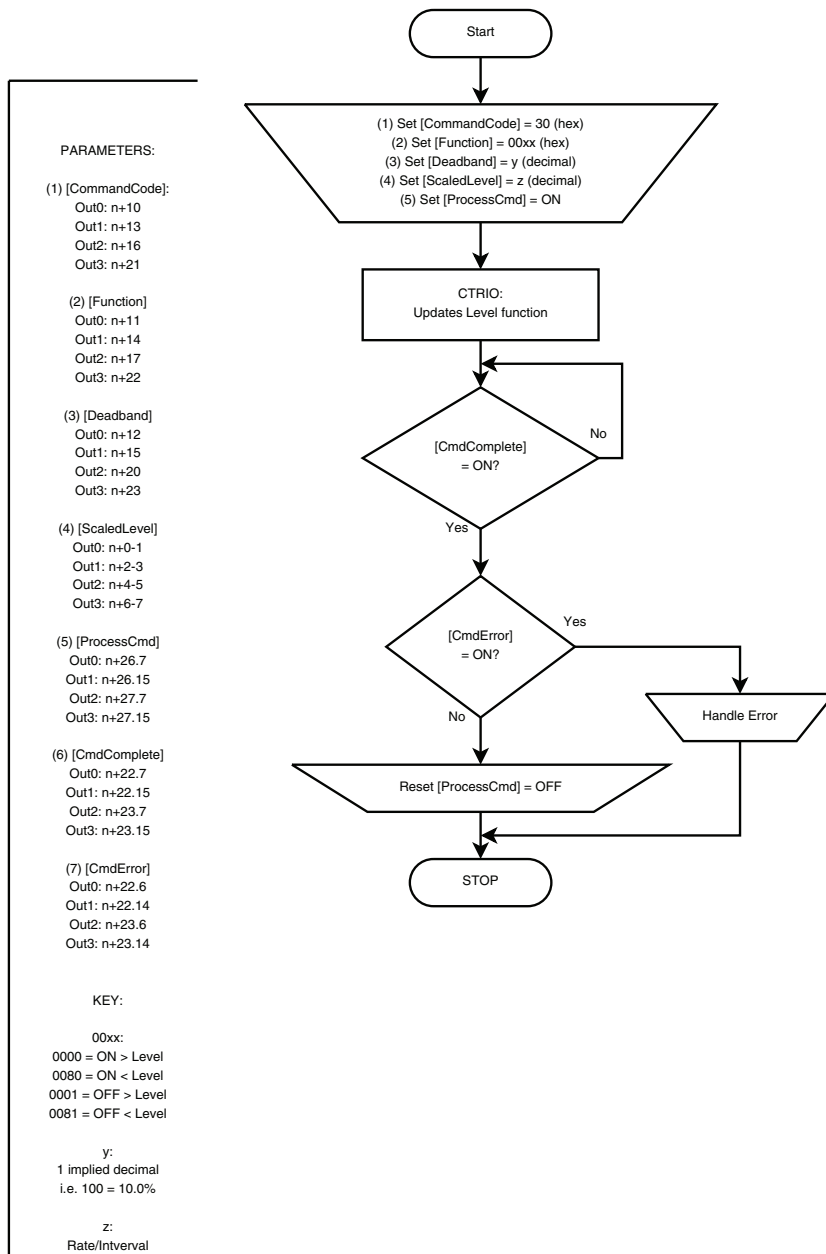 Start
(1) Set [CommandCode] = 30 (hex)
(2) Set [Function] = 00xx (hex)
(3) Set [Deadband] = y (decimal)
(4) Set [ScaledLevel] = z (decimal)
(5) Set [ProcessCmd] = ON
CTRIO:
Updates Level function
[CmdComplete]
= ON?
No
Yes
[CmdError]
= ON?
Yes
No
Handle Error
Reset [ProcessCmd] = OFF
STOP
PARAMETERS:
(1) [CommandCode]:
Out0: n+10
Out1: n+13
Out2: n+16
Out3: n+21
(2) [Function]
Out0: n+11
Out1: n+14
Out2: n+17
Out3: n+22
(3) [Deadband]
Out0: n+12
Out1: n+15
Out2: n+20
Out3: n+23
(4) [ScaledLevel]
Out0: n+0-1
Out1: n+2-3
Out2: n+4-5
Out3: n+6-7
(5) [ProcessCmd]
Out0: n+26.7
Out1: n+26.15
Out2: n+27.7
Out3: n+27.15
(6) [CmdComplete]
Out0: n+22.7
Out1: n+22.15
Out2: n+23.7
Out3: n+23.15
(7) [CmdError]
Out0: n+22.6
Out1: n+22.14
Out2: n+23.6
Out3: n+23.14
KEY:
00xx:
0000 = ON > Level
0080 = ON < Level
0001 = OFF > Level
0081 = OFF < Level
y:
1 implied decimal
i.e. 100 = 10.0%
z:
Rate/Intverval